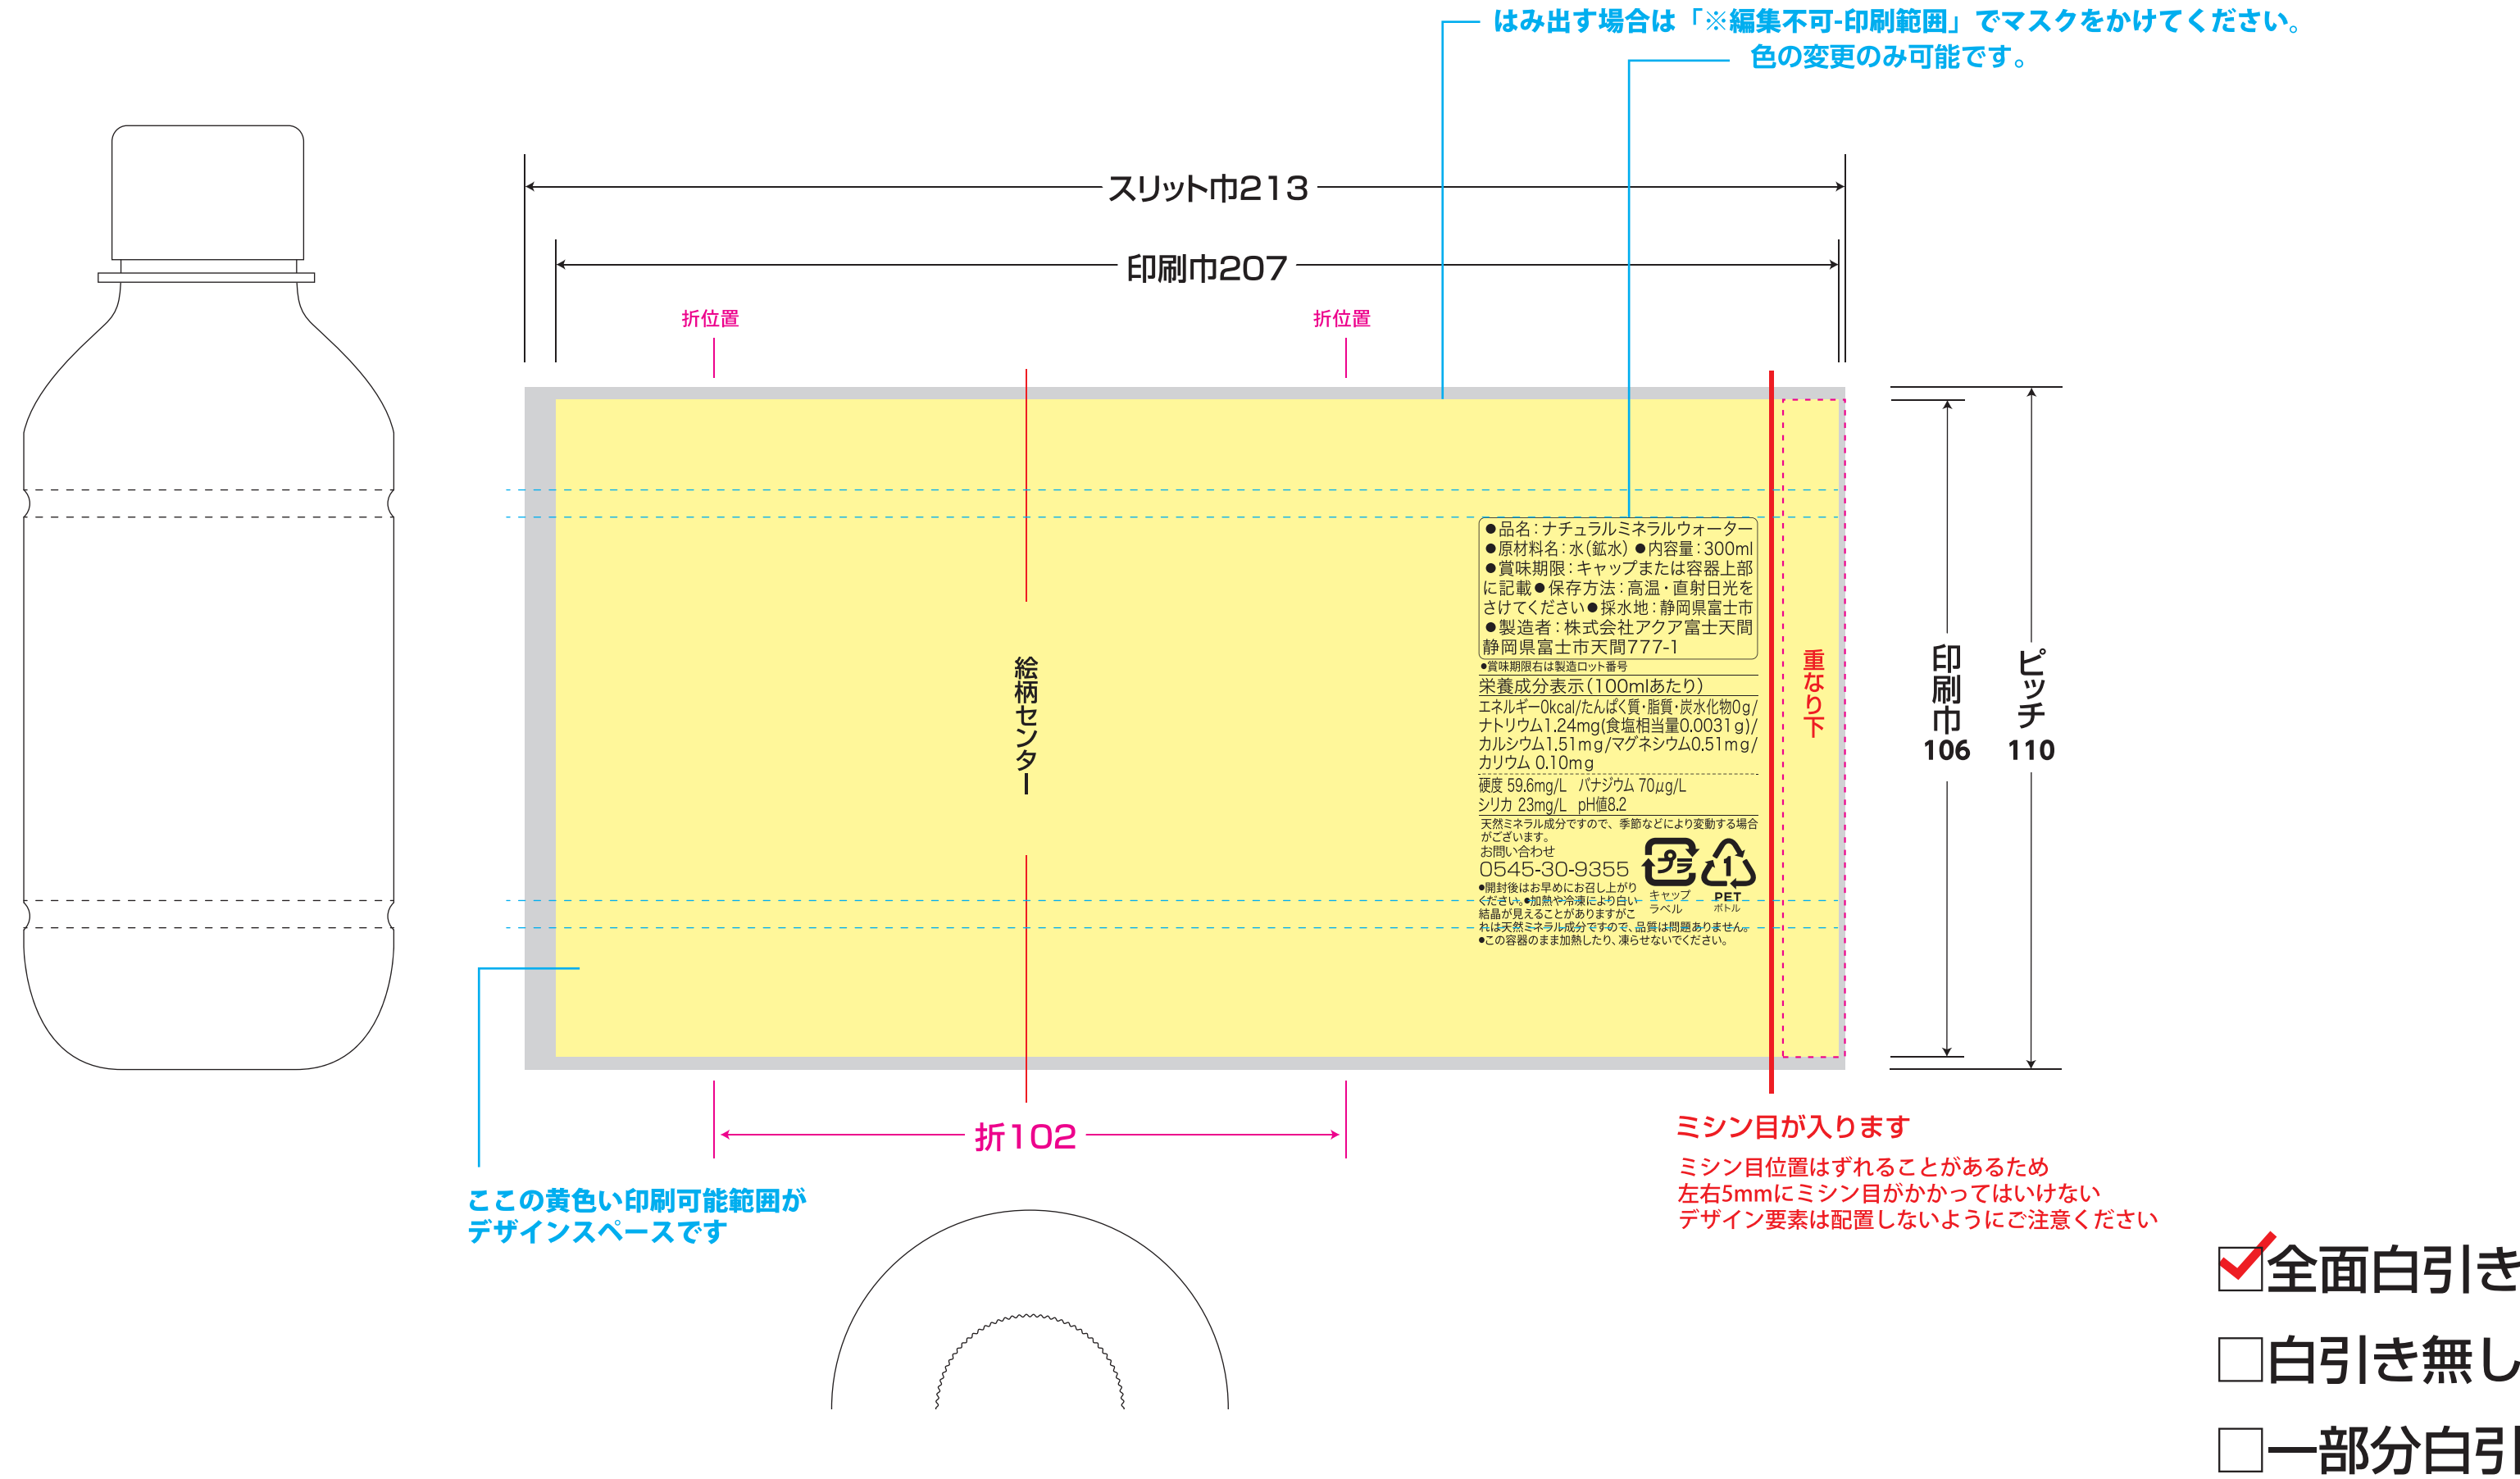 はみ出す場合は「※編集不可-印刷範囲」でマスクをかけてください。
色の変更のみ可能です。
スリット巾213
印刷巾207
折位置
折位置
●品名：ナチュラルミネラルウォーター
●原材料名：水（鉱水）●内容量：300ml
●賞味期限：キャップまたは容器上部
に記載●保存方法：高温・直射日光を
さけてください●採水地：静岡県富士市
●製造者：株式会社アクア富士天間
静岡県富士市天間777-1
●賞味期限右は製造ロット番号
栄養成分表示（100mlあたり）
エネルギー0kcal/たんぱく質・脂質・炭水化物0g/
ナトリウム1.24mg(食塩相当量0.0031g)/
カルシウム1.51mg/マグネシウム0.51mg/
カリウム 0.10mg
硬度 59.6mg/L バナジウム 70μg/L
シリカ 23mg/L pH値8.2
天然ミネラル成分ですので、季節などにより変動する場合
がございます。
お問い合わせ
0545-30-9355
●開封後はお早めにお召し上がり
ください。●加熱や冷凍により白い
結晶が見えることがありますがこ
れは天然ミネラル成分ですので、品質は問題ありません。
●この容器のまま加熱したり、凍らせないでください。
プラ
キャップ
ラベル
1
PET
ボトル
絵柄センター
重なり下
印刷巾
106
ピッチ
110
折102
ミシン目が入ります
ミシン目位置はずれることがあるため
左右5mmにミシン目がかかってはいけない
デザイン要素は配置しないようにご注意ください
ここの黄色い印刷可能範囲が
デザインスペースです
全面白引き
白引き無し
一部分白引